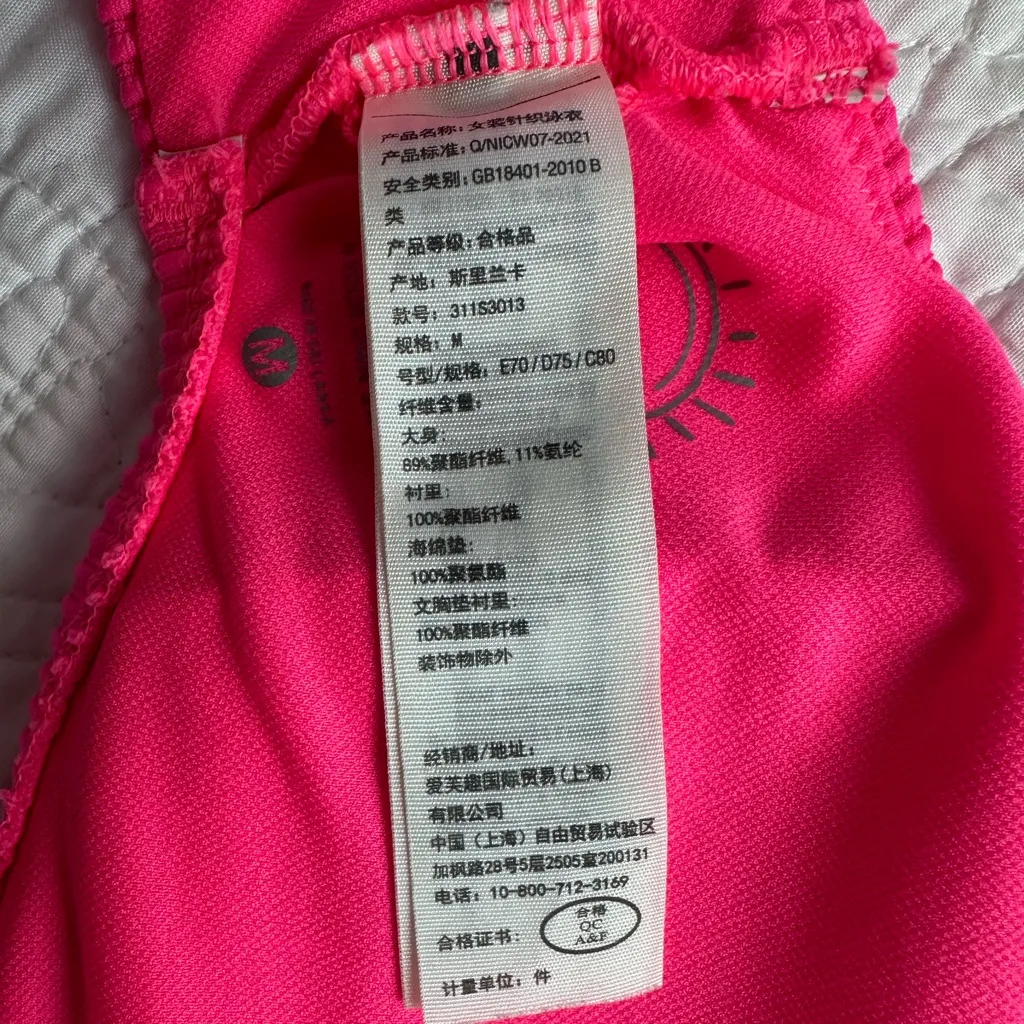 产品名称：女装针织泳衣
产品标准：Q/NICW07-2021
安全类别：GB18401-2010 B
类
产品等级：合格品
产地：斯里兰卡
款号：311S3013
规格：M
号型/规格：E70/D75/C80
纤维含量：
大身：
89%聚酯纤维,11%氨纶
衬里：
100%聚酯纤维
海绵垫：
100%聚氨酯
文胸垫衬里：
100%聚酯纤维
装饰物除外
经销商/地址：
爱芙趣国际贸易(上海)
有限公司
中国（上海）自由贸易试验区
加枫路28号5层2505室200131
电话：10-800-712-3169
合格证书：
合格
QC
A&F
计量单位：件
M